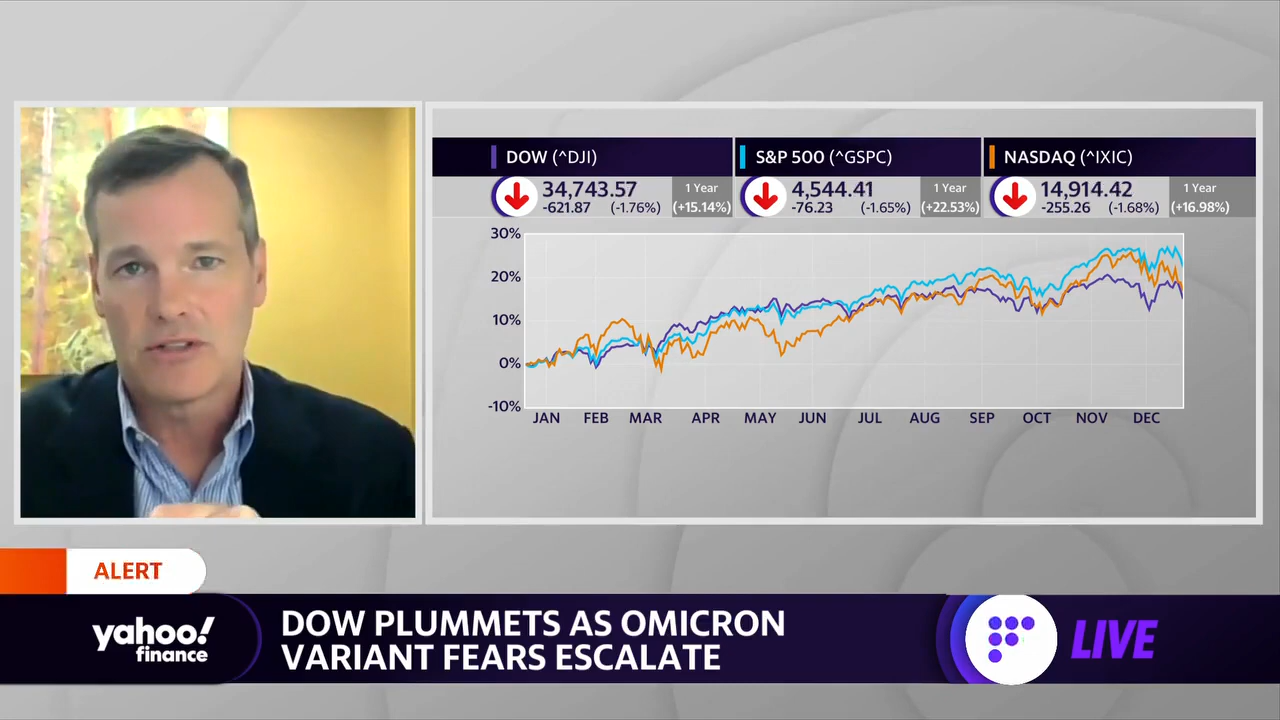 DOW (^DJI)
34,743.57
-621.87 (-1.76%)
1 Year
(+15.14%)
S&P 500 (^GSPC)
4,544.41
-76.23 (-1.65%)
1 Year
(+22.53%)
NASDAQ (^IXIC)
14,914.42
-255.26 (-1.68%)
1 Year
(+16.98%)
30%
20%
10%
0%
-10%
JAN FEB MAR APR MAY JUN JUL AUG SEP OCT NOV DEC
ALERT
yahoo!
finance
DOW PLUMMETS AS OMICRON
VARIANT FEARS ESCALATE
LIVE